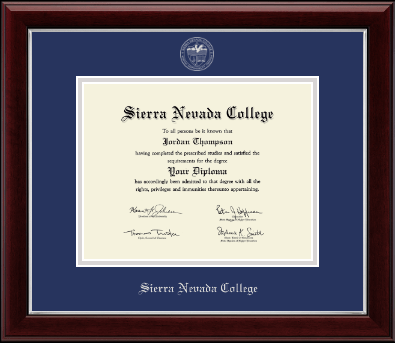 Sierra Nevada College
To all persons be it known that
Jordan Thompson
having completed the prescribed studies and satisfied the
requirements for the degree
Your Diploma
has accordingly been admitted to that degree with all the
rights, privileges and immunities thereunto appertaining.
Sierra Nevada College